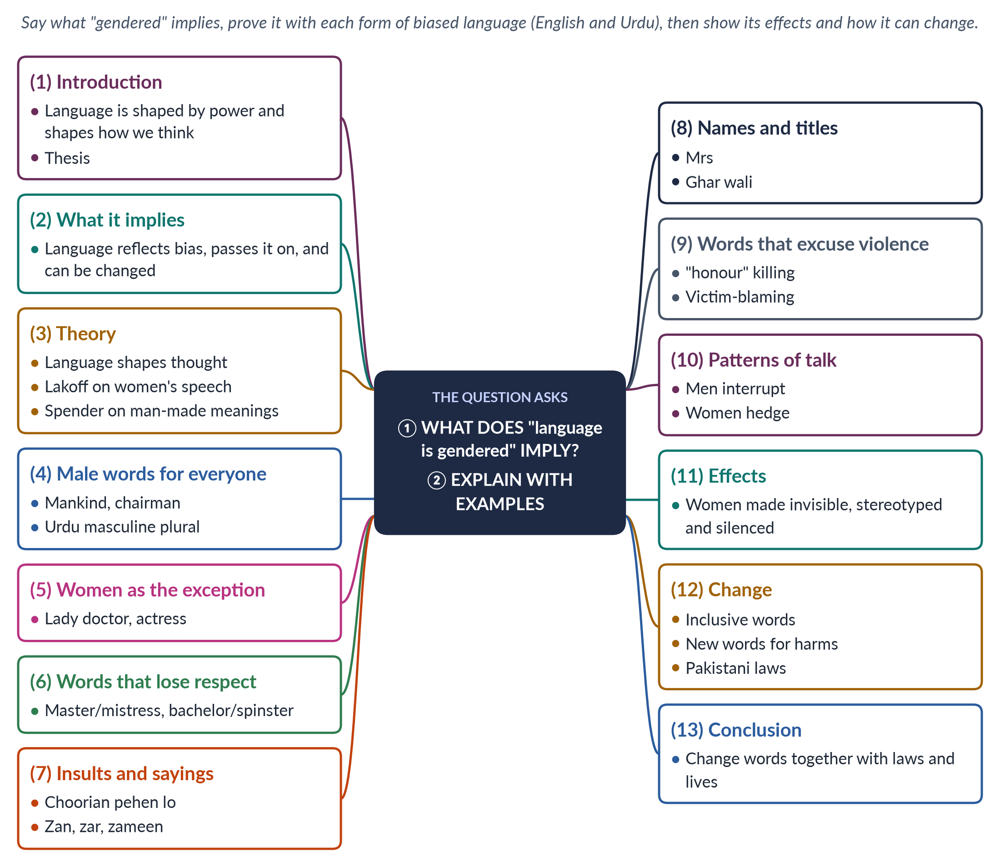 Say what "gendered" implies, prove it with each form of biased language (English and Urdu), then show its effects and how it can change.
(1) Introduction
• Language is shaped by power and
shapes how we think
• Thesis
(2) What it implies
• Language reflects bias, passes it on, and
can be changed
(3) Theory
• Language shapes thought
• Lakoff on women's speech
• Spender on man-made meanings
(4) Male words for everyone
• Mankind, chairman
• Urdu masculine plural
(5) Women as the exception
• Lady doctor, actress
(6) Words that lose respect
• Master/mistress, bachelor/spinster
(7) Insults and sayings
• Choorian pehen lo
• Zan, zar, zameen
THE QUESTION ASKS
① WHAT DOES "language
is gendered" IMPLY?
② EXPLAIN WITH
EXAMPLES
(8) Names and titles
• Mrs
• Ghar wali
(9) Words that excuse violence
• "honour" killing
• Victim-blaming
(10) Patterns of talk
• Men interrupt
• Women hedge
(11) Effects
• Women made invisible, stereotyped
and silenced
(12) Change
• Inclusive words
• New words for harms
• Pakistani laws
(13) Conclusion
• Change words together with laws and
lives